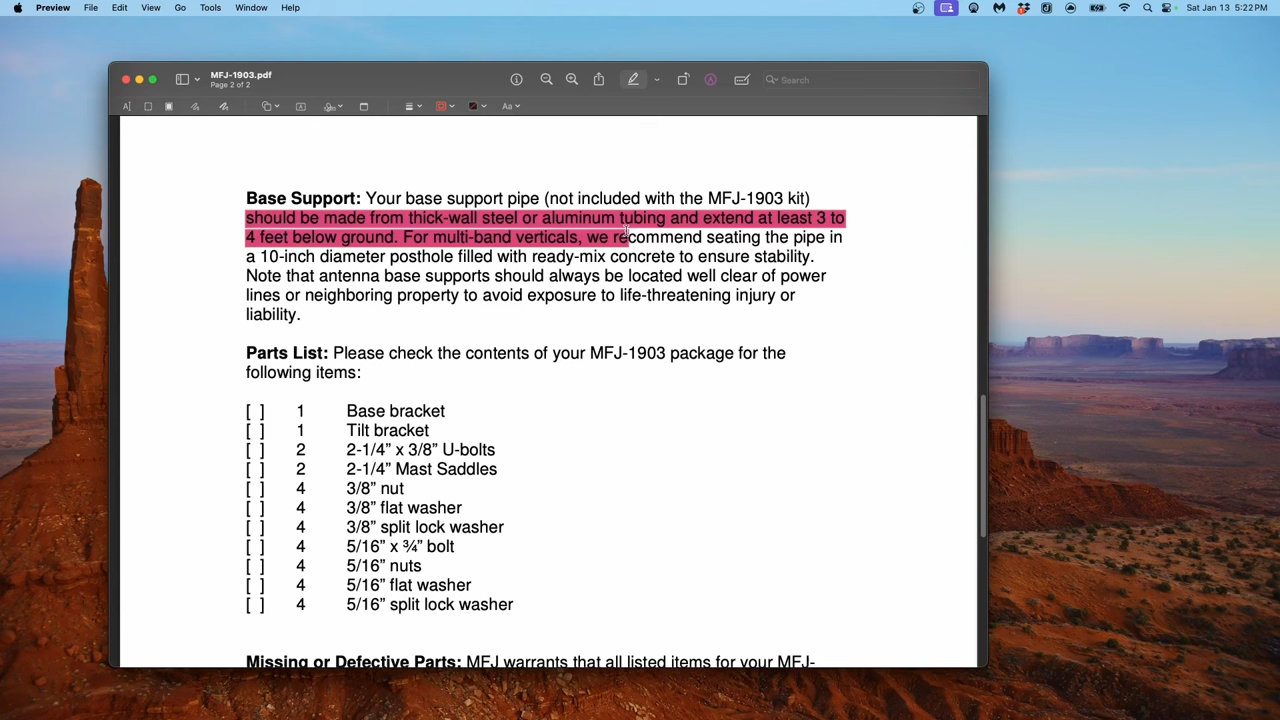 Preview File Edit View Go Tools Window Help Sat Jan 13 5:22 PM
MFJ-1903.pdf
Page 2 of 2
Search
Aa
Base Support: Your base support pipe (not included with the MFJ-1903 kit)
should be made from thick-wall steel or aluminum tubing and extend at least 3 to
4 feet below ground. For multi-band verticals, we recommend seating the pipe in
a 10-inch diameter posthole filled with ready-mix concrete to ensure stability.
Note that antenna base supports should always be located well clear of power
lines or neighboring property to avoid exposure to life-threatening injury or
liability.
Parts List: Please check the contents of your MFJ-1903 package for the
following items:
[ ] 1 Base bracket
[ ] 1 Tilt bracket
[ ] 2 2-1/4” x 3/8” U-bolts
[ ] 2 2-1/4” Mast Saddles
[ ] 4 3/8” nut
[ ] 4 3/8” flat washer
[ ] 4 3/8” split lock washer
[ ] 4 5/16” x ¾” bolt
[ ] 4 5/16” nuts
[ ] 4 5/16” flat washer
[ ] 4 5/16” split lock washer
Missing or Defective Parts: MFJ warrants that all listed items for your MFJ-